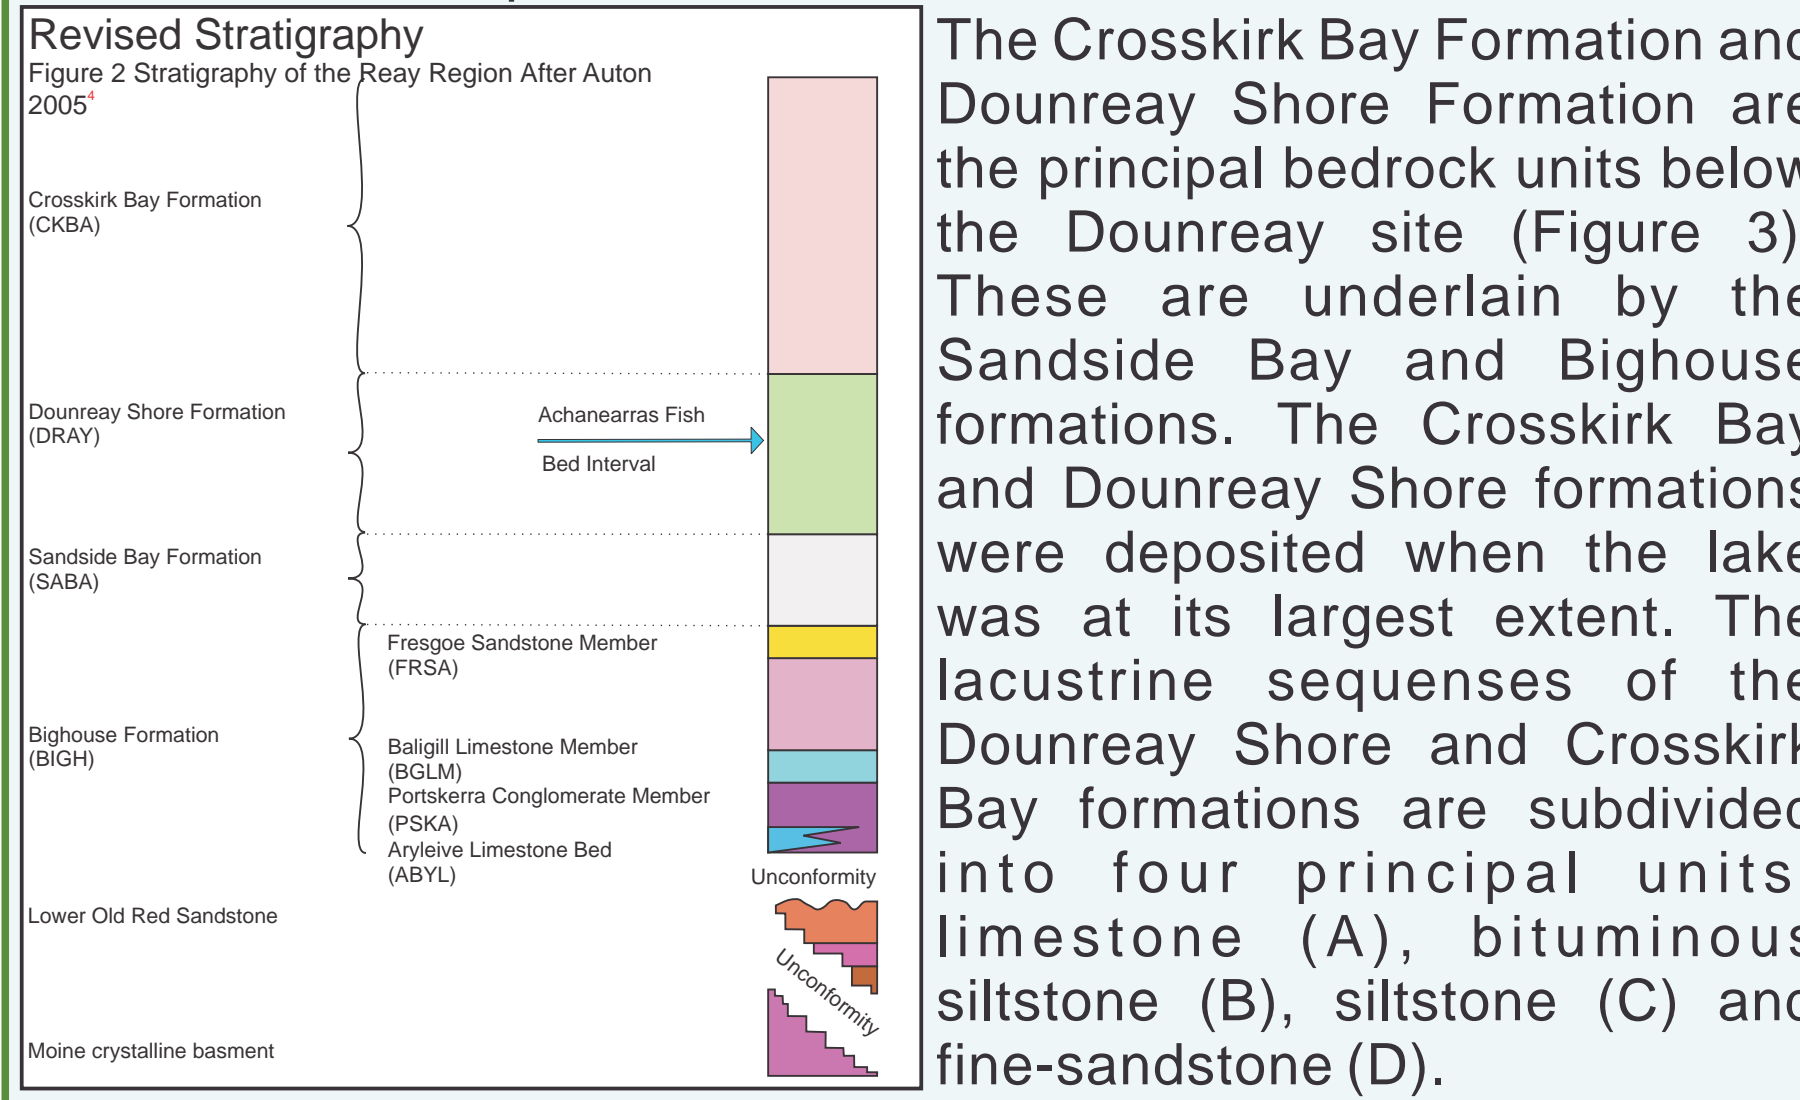 Revised Stratigraphy
Figure 2 Stratigraphy of the Reay Region After Auton
2005⁴
Crosskirk Bay Formation
(CKBA)
Dounreay Shore Formation
(DRAY)
Achanearras Fish
Bed Interval
Sandside Bay Formation
(SABA)
Fresgoe Sandstone Member
(FRSA)
Bighouse Formation
(BIGH)
Baligill Limestone Member
(BGLM)
Portskerra Conglomerate Member
(PSKA)
Aryleive Limestone Bed
(ABYL)
Unconformity
Lower Old Red Sandstone
Unconformity
Moine crystalline basment
The Crosskirk Bay Formation and
Dounreay Shore Formation are
the principal bedrock units below
the Dounreay site (Figure 3)
These are underlain by the
Sandside Bay and Bighouse
formations. The Crosskirk Bay
and Dounreay Shore formations
were deposited when the lake
was at its largest extent. The
lacustrine sequenses of the
Dounreay Shore and Crosskirk
Bay formations are subdivided
into four principal units
limestone (A), bituminous
siltstone (B), siltstone (C) and
fine-sandstone (D).